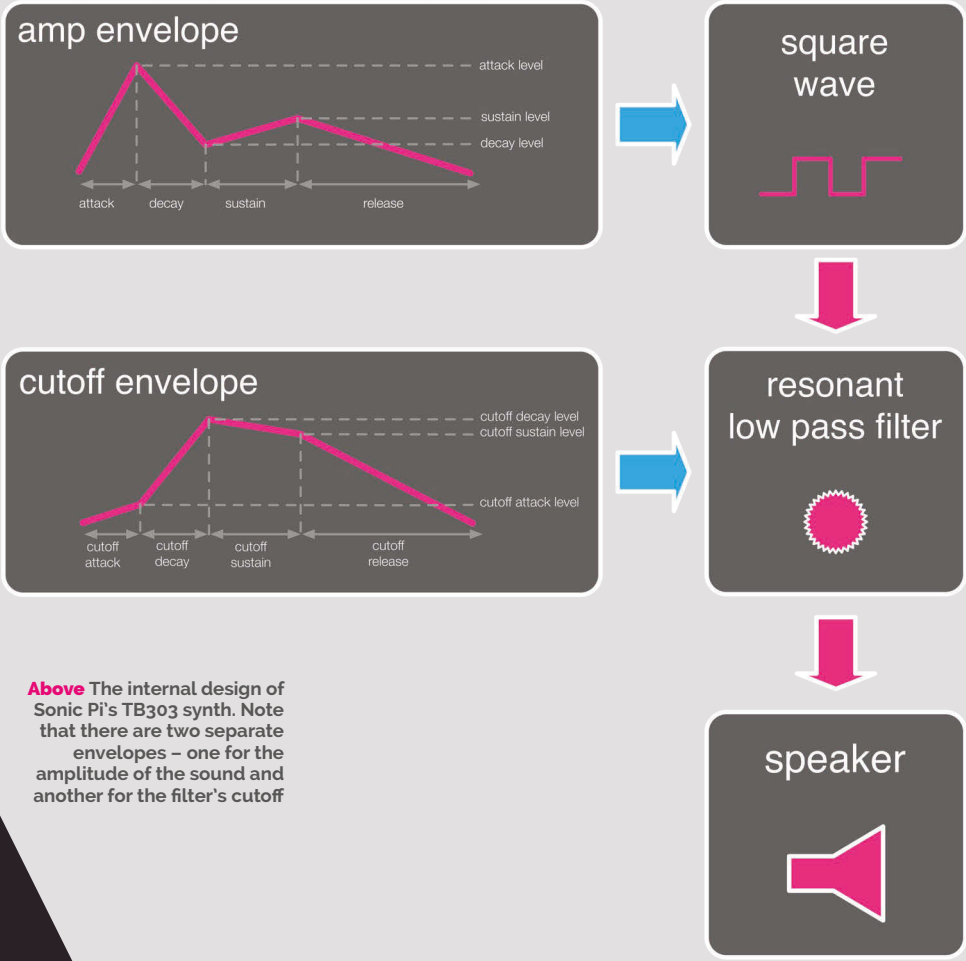 amp envelope
attack level
sustain level
decay level
attack
decay
sustain
release
square
wave
cutoff envelope
cutoff decay level
cutoff sustain level
cutoff attack level
cutoff
attack
cutoff
decay
cutoff
sustain
cutoff
release
resonant
low pass filter
Above The internal design of
Sonic Pi's TB303 synth. Note
that there are two separate
envelopes – one for the
amplitude of the sound and
another for the filter's cutoff
speaker